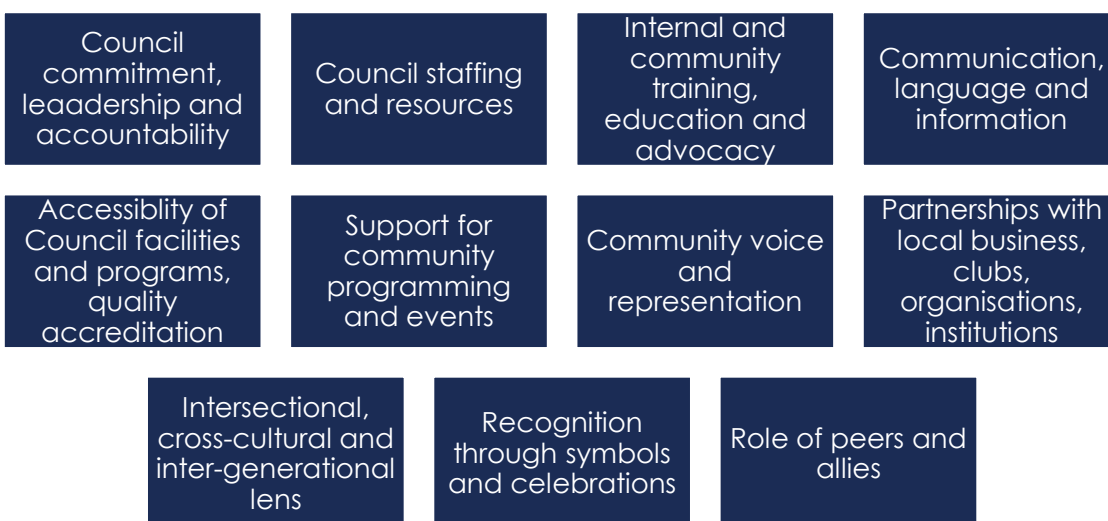 Council
commitment,
leaadership and
accountability
Council staffing
and resources
Internal and
community
training,
education and
advocacy
Communication,
language and
information
Accessiblity of
Council facilities
and programs,
quality
accreditation
Support for
community
programming
and events
Community voice
and
representation
Partnerships with
local business,
clubs,
organisations,
institutions
Intersectional,
cross-cultural and
inter-generational
lens
Recognition
through symbols
and celebrations
Role of peers and
allies